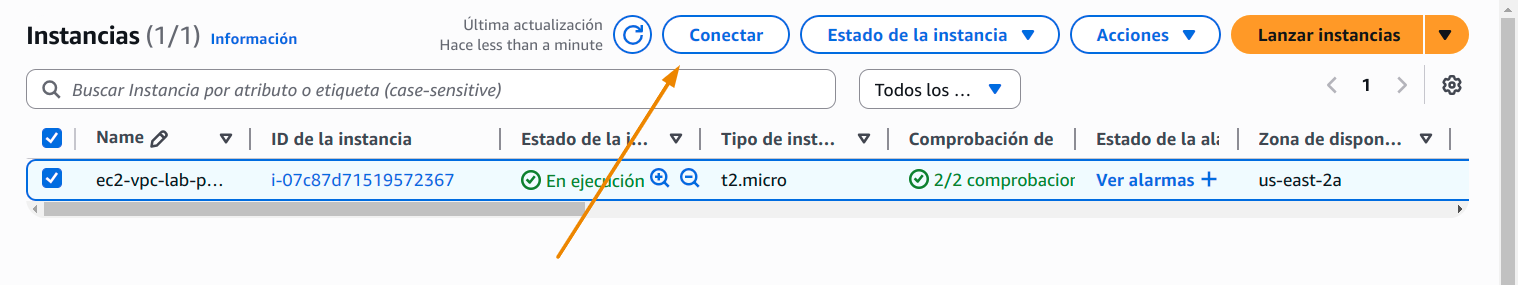 Instancias (1/1) Información
Última actualización
Hace less than a minute
Conectar
Estado de la instancia
Acciones
Lanzar instancias
Buscar Instancia por atributo o etiqueta (case-sensitive)
Todos los ...
1
Name ID de la instancia Estado de la i... Tipo de inst... Comprobación de Estado de la ala Zona de dispon...
ec2-vpc-lab-p... i-07c87d71519572367 En ejecución t2.micro 2/2 comprobacior Ver alarmas + us-east-2a